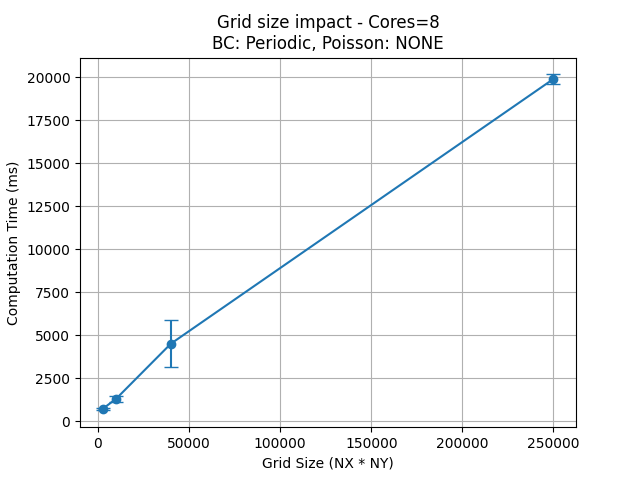 Grid size impact - Cores=8
BC: Periodic, Poisson: NONE
20000
17500
15000
12500
10000
7500
5000
2500
0
Computation Time (ms)
0 50000 100000 150000 200000 250000
Grid Size (NX * NY)